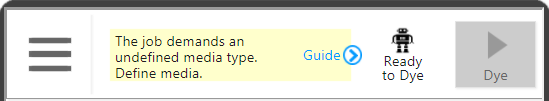 The job demands an
undefined media type.
Define media.
Guide
Ready
to Dye
Dye